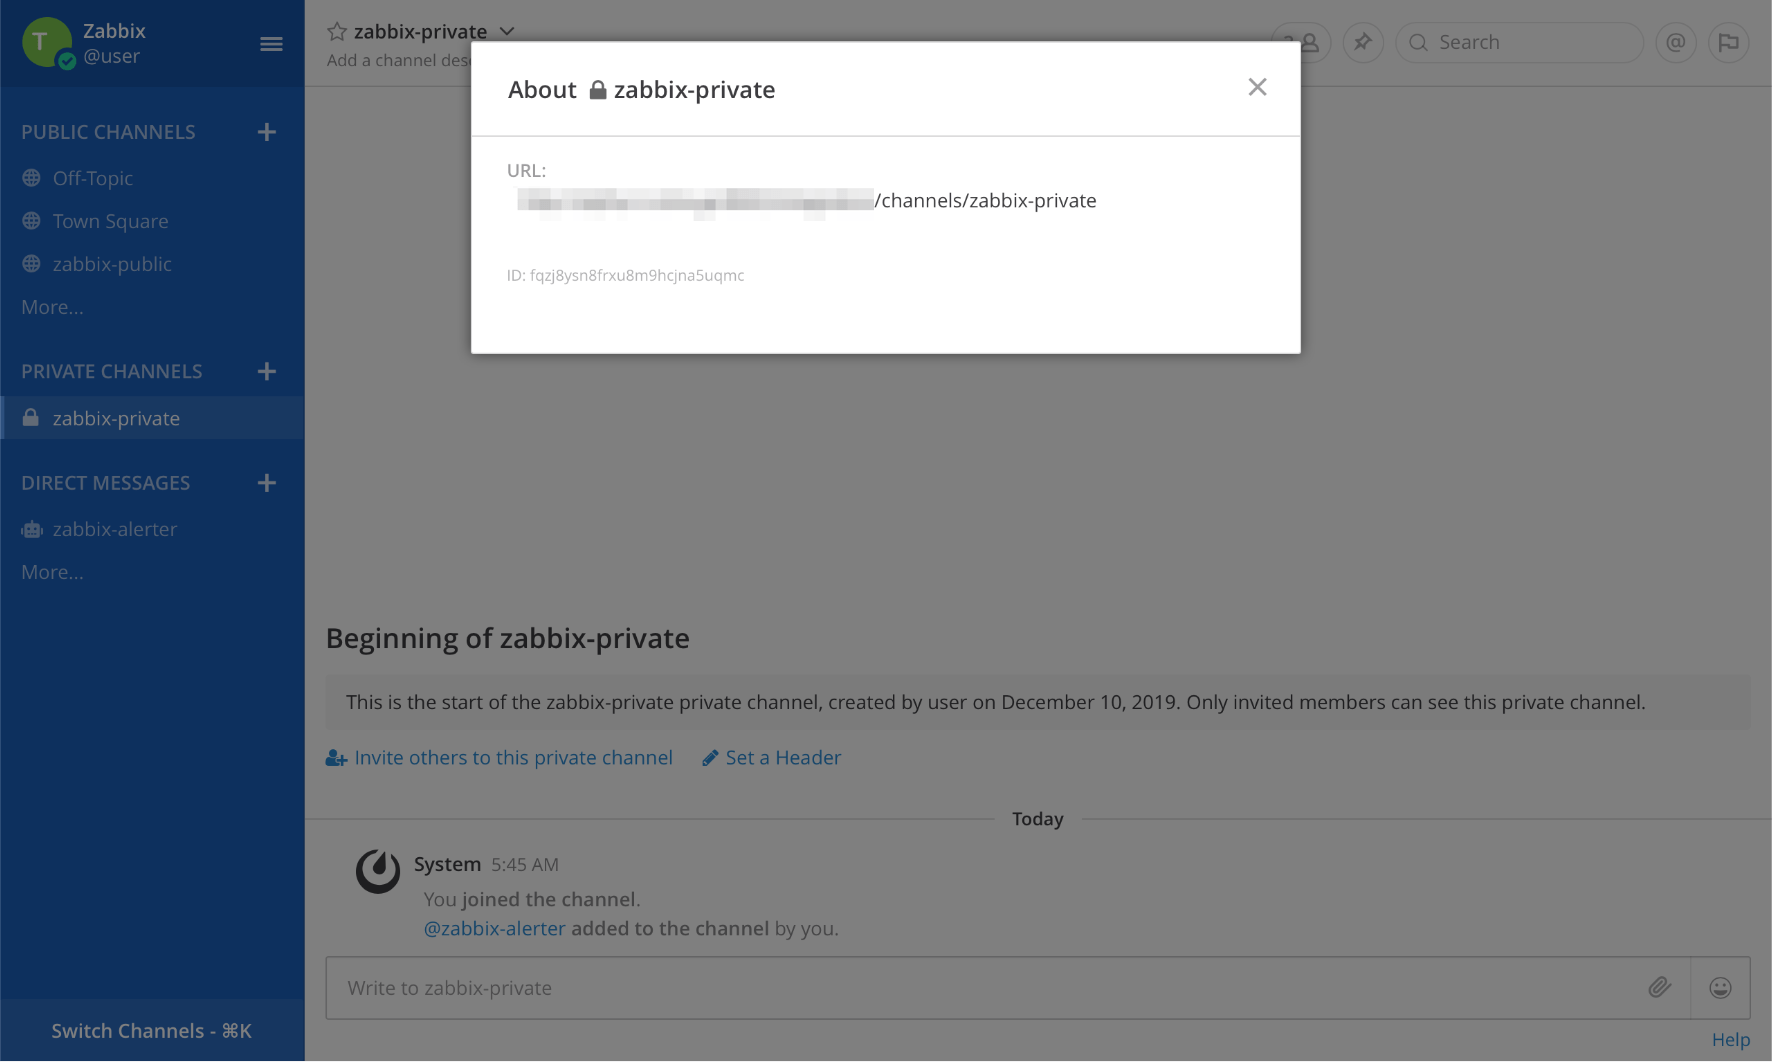 T
Zabbix
@user
PUBLIC CHANNELS +
Off-Topic
Town Square
zabbix-public
More...
PRIVATE CHANNELS +
zabbix-private
DIRECT MESSAGES +
zabbix-alerter
More...
Switch Channels - ⌘K
zabbix-private
Add a channel
Search
@
About zabbix-private
URL:
/channels/zabbix-private
ID: fqzj8ysn8frxu8m9hcjna5uqmc
Beginning of zabbix-private
This is the start of the zabbix-private private channel, created by user on December 10, 2019. Only invited members can see this private channel.
Invite others to this private channel Set a Header
Today
System 5:45 AM
You joined the channel.
@zabbix-alerter added to the channel by you.
Write to zabbix-private
Help